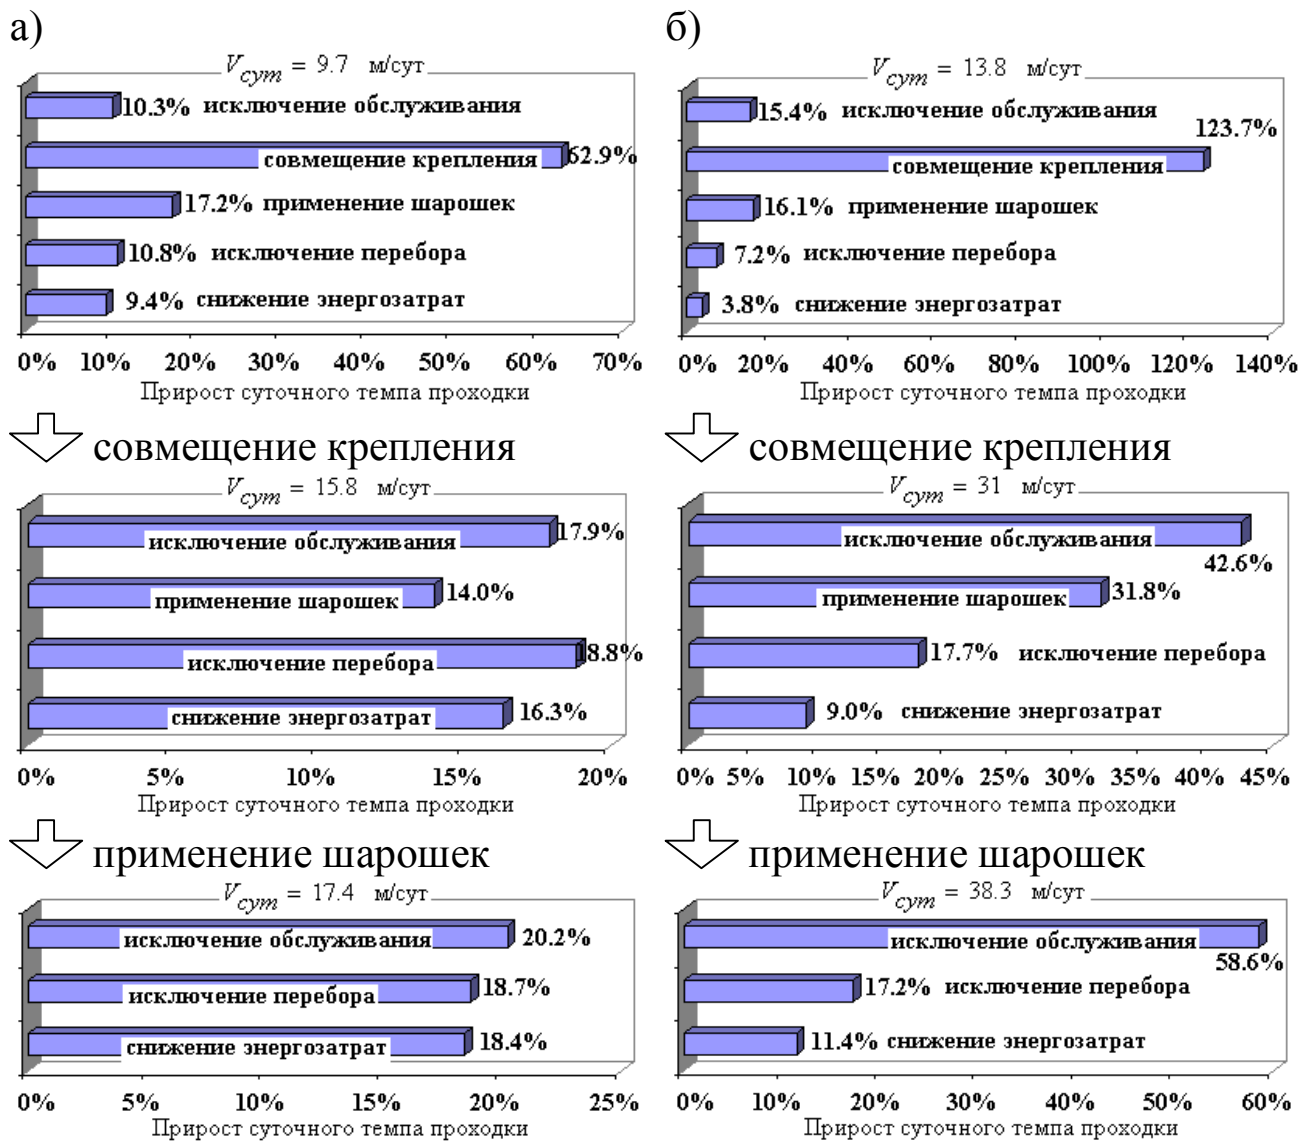 а)
Vсут = 9.7 м/сут
10.3% исключение обслуживания
совмещение крепления 62.9%
17.2% применение шарошек
10.8% исключение перебора
9.4% снижение энергозатрат
0% 10% 20% 30% 40% 50% 60% 70%
Прирост суточного темпа проходки
совмещение крепления
Vсут = 15.8 м/сут
исключение обслуживания 17.9%
применение шарошек 14.0%
исключение перебора 18.8%
снижение энергозатрат 16.3%
0% 5% 10% 15% 20%
Прирост суточного темпа проходки
применение шарошек
Vсут = 17.4 м/сут
исключение обслуживания 20.2%
исключение перебора 18.7%
снижение энергозатрат 18.4%
0% 5% 10% 15% 20% 25%
Прирост суточного темпа проходки
б)
Vсут = 13.8 м/сут
15.4% исключение обслуживания
123.7%
совмещение крепления
16.1% применение шарошек
7.2% исключение перебора
3.8% снижение энергозатрат
0% 20% 40% 60% 80% 100% 120% 140%
Прирост суточного темпа проходки
совмещение крепления
Vсут = 31 м/сут
исключение обслуживания
42.6%
применение шарошек 31.8%
17.7% исключение перебора
9.0% снижение энергозатрат
0% 5% 10% 15% 20% 25% 30% 35% 40% 45%
Прирост суточного темпа проходки
применение шарошек
Vсут = 38.3 м/сут
исключение обслуживания
58.6%
17.2% исключение перебора
11.4% снижение энергозатрат
0% 10% 20% 30% 40% 50% 60%
Прирост суточного темпа проходки